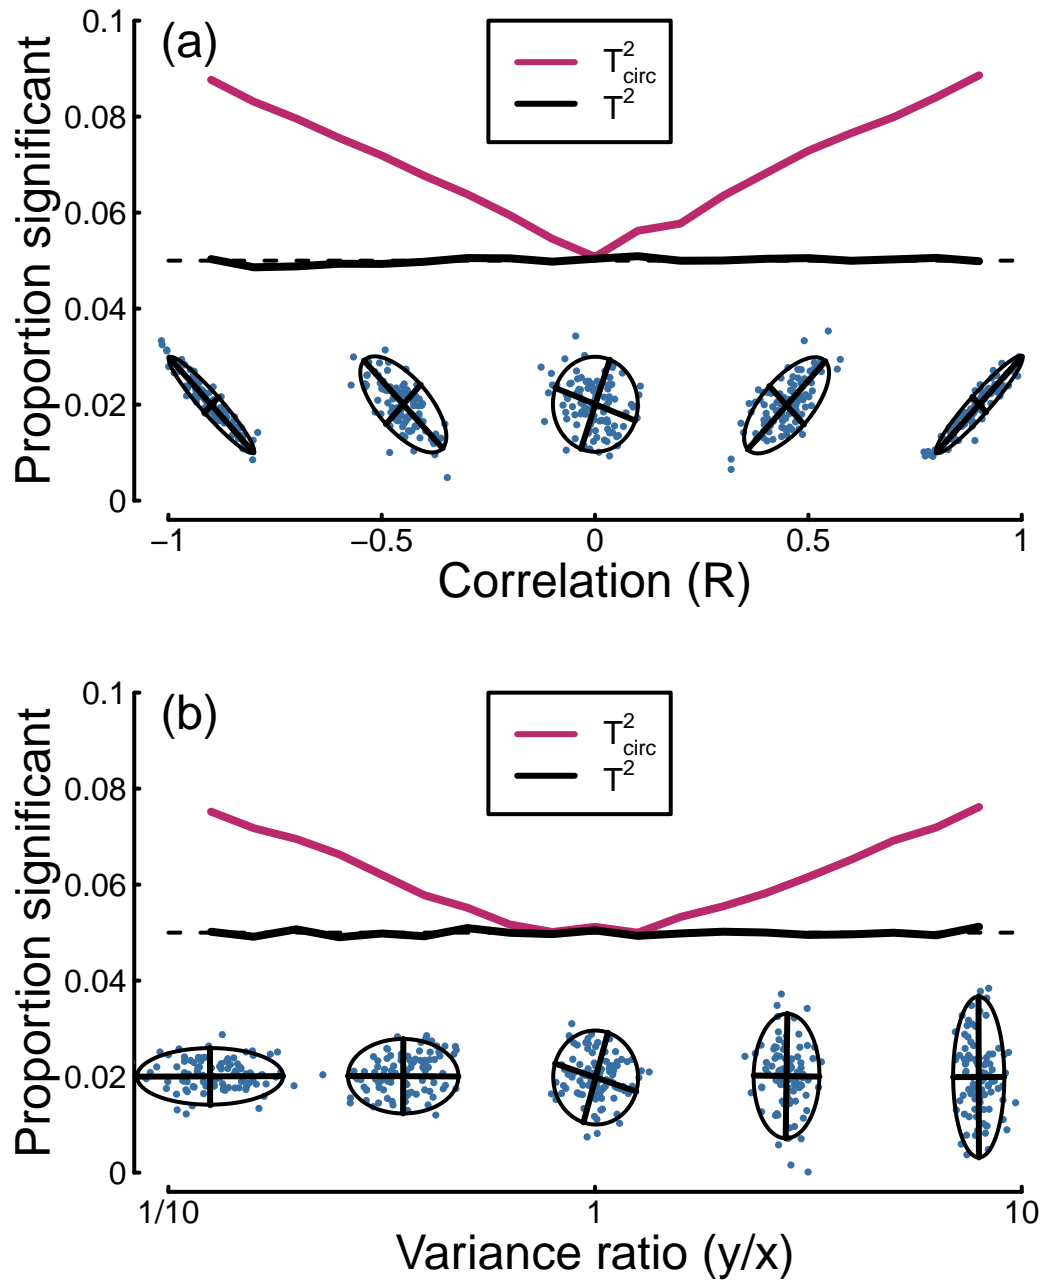 (a)
T²circ
T²
Proportion significant
0.1
0.08
0.06
0.04
0.02
0
−1
−0.5
0
0.5
1
Correlation (R)
(b)
T²circ
T²
Proportion significant
0.1
0.08
0.06
0.04
0.02
0
1/10
1
10
Variance ratio (y/x)